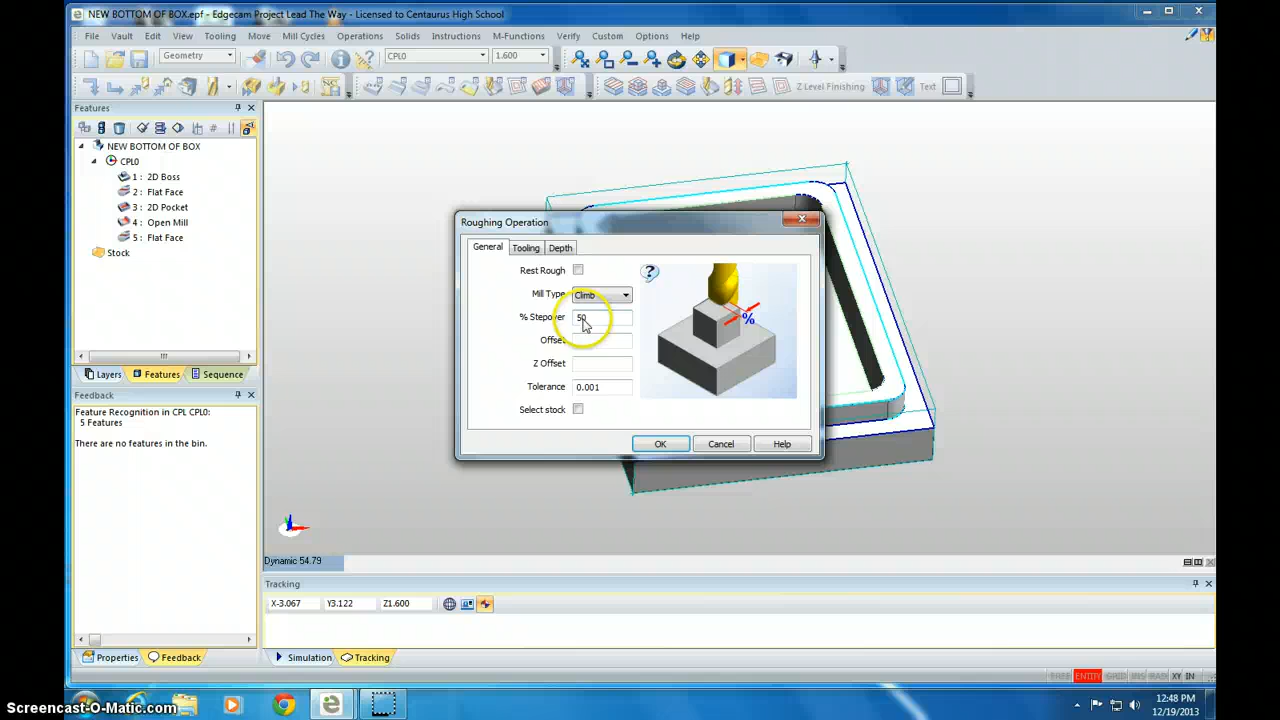 NEW BOTTOM OF BOX.epf - Edgecam Project Lead The Way - Licensed to Centaurus High School
File Vault Edit View Tooling Move Mill Cycles Operations Solids Instructions M-Functions Verify Custom Options Help
Geometry CPL0 1.600
Z Level Finishing Text
Features
NEW BOTTOM OF BOX
CPL0
1 : 2D Boss
2 : Flat Face
3 : 2D Pocket
4 : Open Mill
5 : Flat Face
Stock
Layers Features Sequence
Feedback
Feature Recognition in CPL CPL0:
5 Features
There are no features in the bin.
Properties Feedback
Roughing Operation
General Tooling Depth
Rest Rough
Mill Type Climb
% Stepover 50
Offset
Z Offset
Tolerance 0.001
Select stock
%
OK Cancel Help
Dynamic 54.79
Tracking
X-3.067 Y3.122 Z1.600
Simulation Tracking
FREE ENTITY GRID XY IN
12:48 PM
12/19/2013
Screencast-O-Matic.com